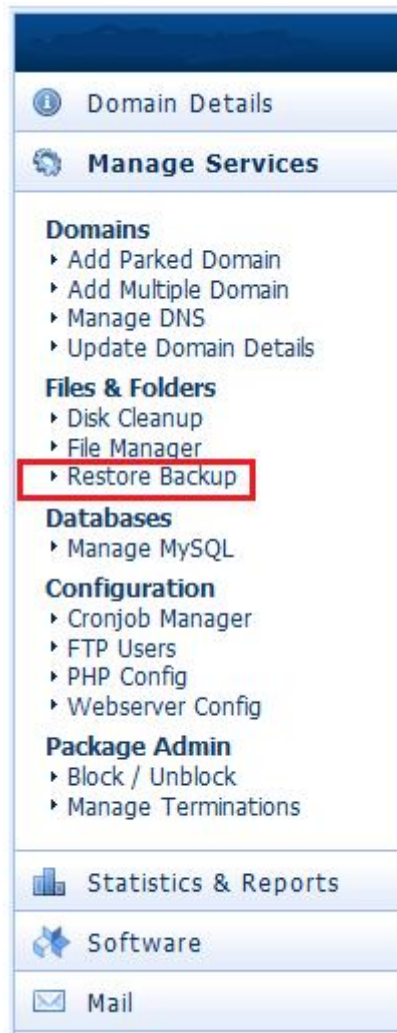 Domain Details
Manage Services
Domains
Add Parked Domain
Add Multiple Domain
Manage DNS
Update Domain Details
Files & Folders
Disk Cleanup
File Manager
Restore Backup
Databases
Manage MySQL
Configuration
Cronjob Manager
FTP Users
PHP Config
Webserver Config
Package Admin
Block / Unblock
Manage Terminations
Statistics & Reports
Software
Mail